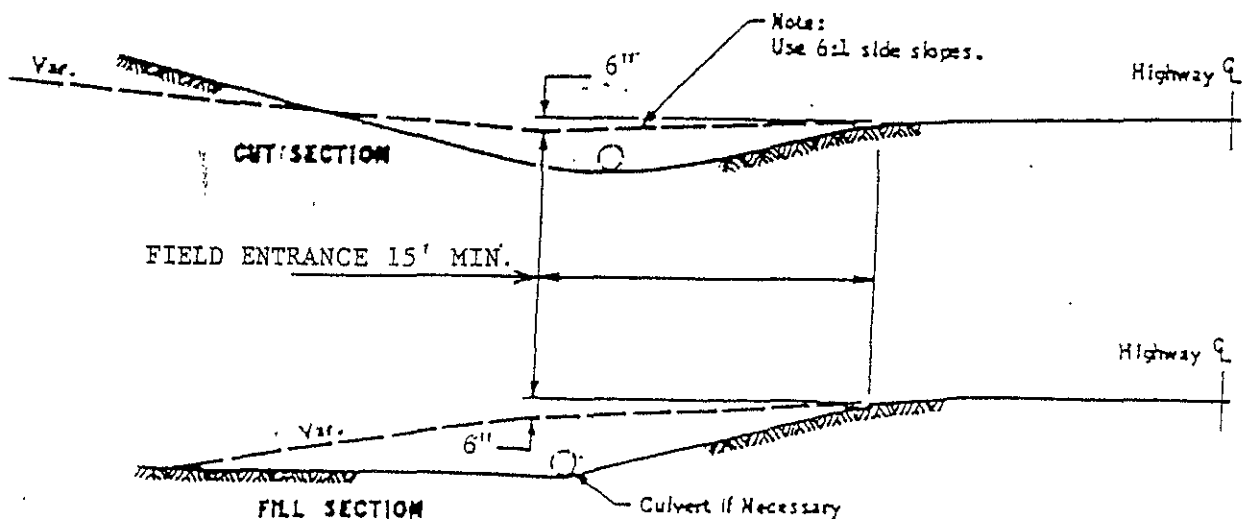 Note:
Use 6:1 side slopes.
6"
Var.
Highway ℄
CUT SECTION
FIELD ENTRANCE 15' MIN.
Highway ℄
Var.
6"
Culvert if Necessary
FILL SECTION